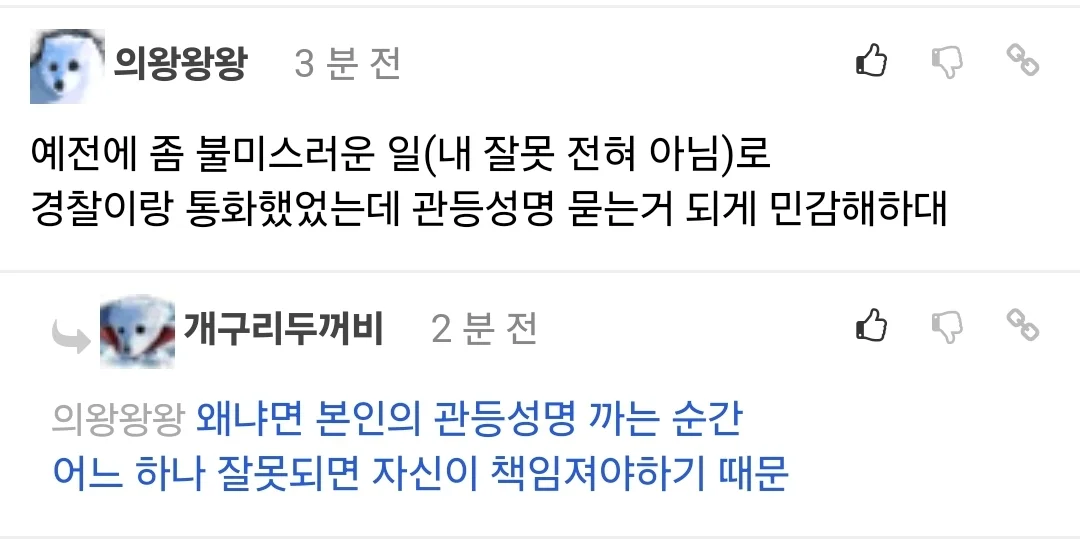 의왕왕왕 3 분 전
예전에 좀 불미스러운 일(내 잘못 전혀 아님)로
경찰이랑 통화했었는데 관등성명 묻는거 되게 민감해하대
개구리두꺼비 2 분 전
의왕왕왕 왜냐면 본인의 관등성명 까는 순간
어느 하나 잘못되면 자신이 책임져야하기 때문